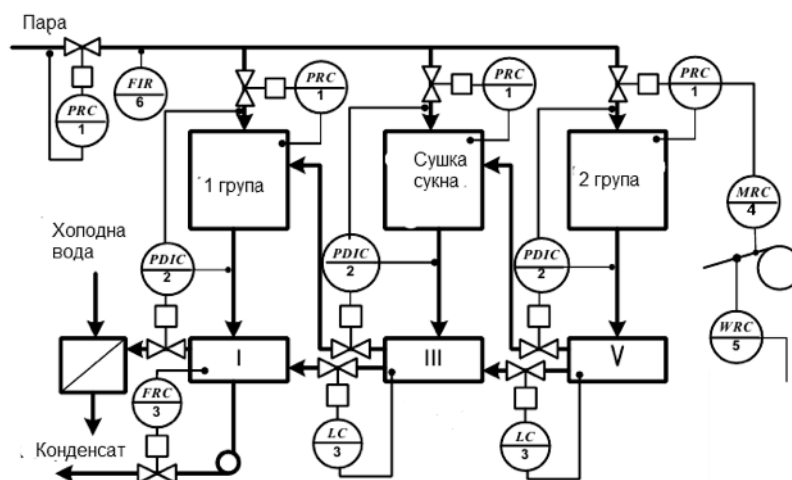 Пара
PRC
1
FIR
6
PRC
1
PRC
1
PRC
1
1 група
Сушка
сукна
2 група
MRC
4
Холодна
вода
PDIC
2
PDIC
2
PDIC
2
WRC
5
I
III
V
FRC
3
LC
3
LC
3
Конденсат